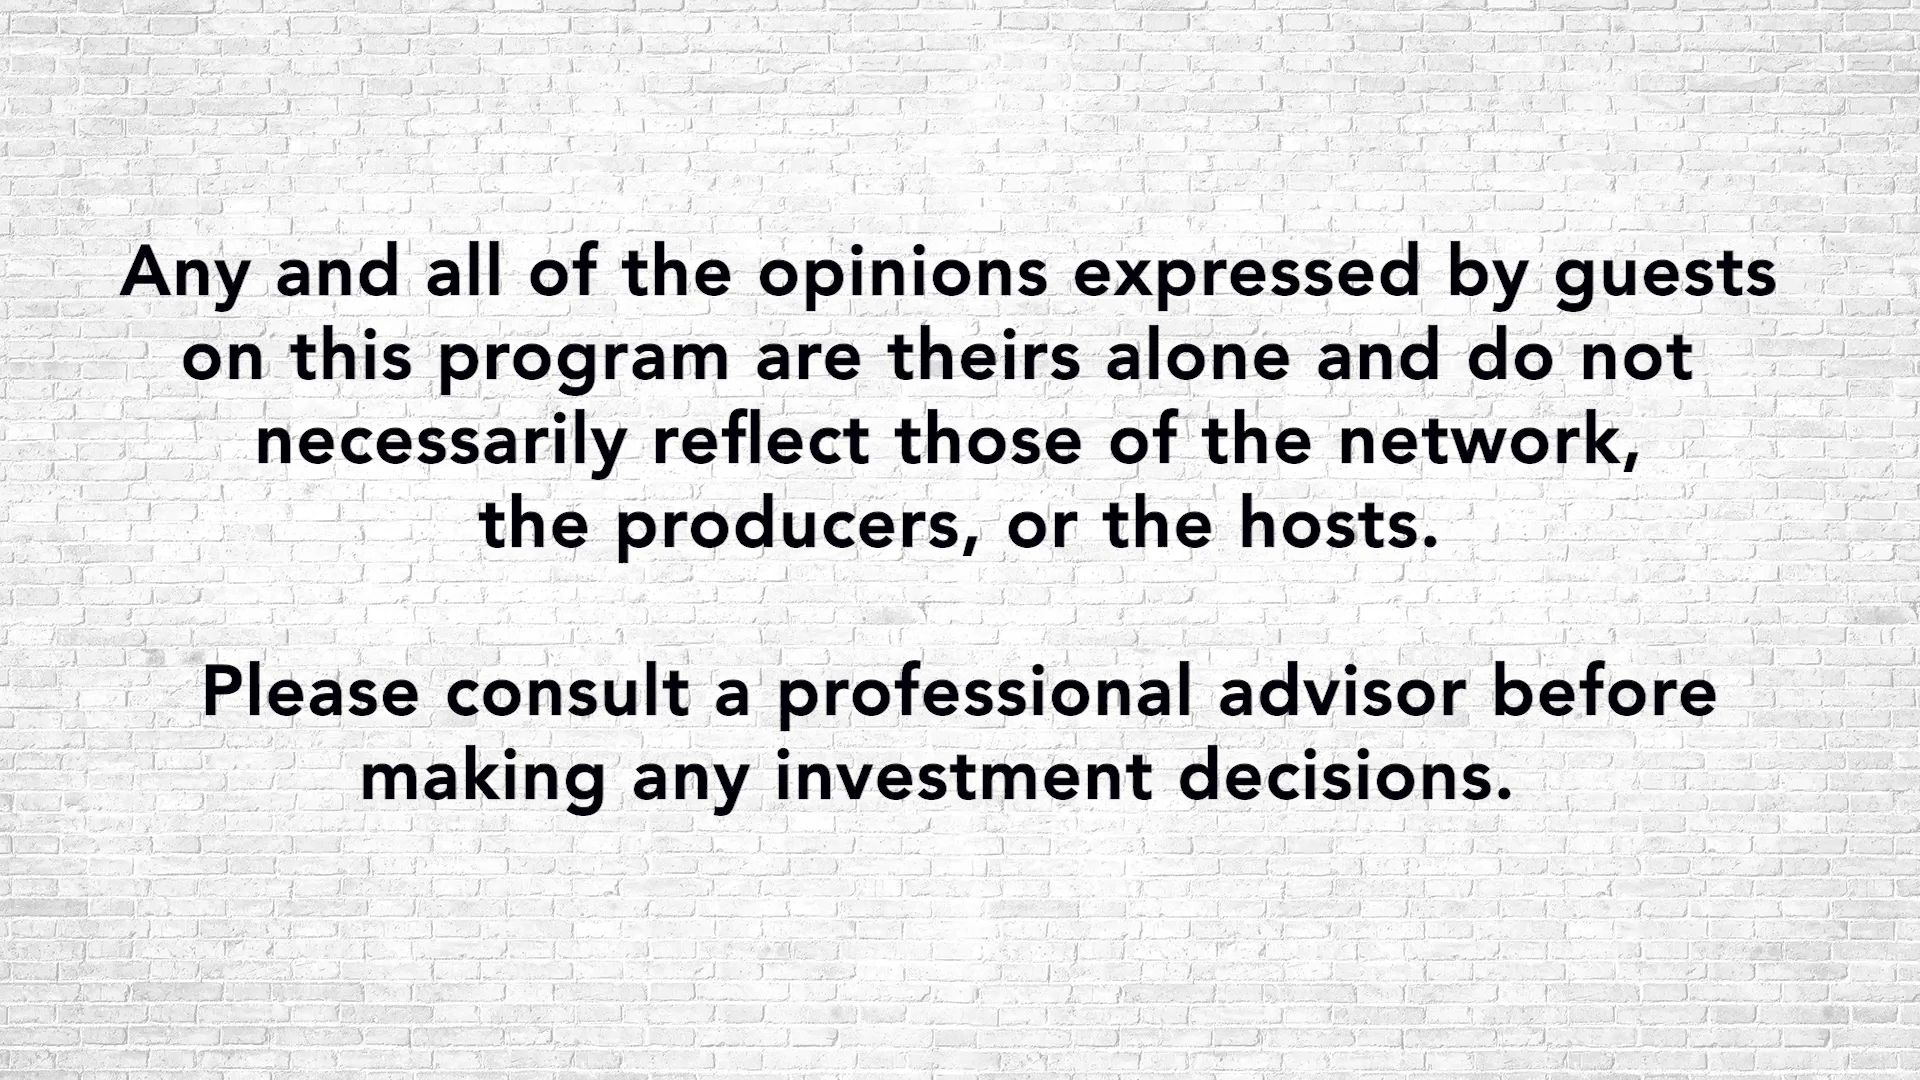 Any and all of the opinions expressed by guests
on this program are theirs alone and do not
necessarily reflect those of the network,
the producers, or the hosts.
Please consult a professional advisor before
making any investment decisions.